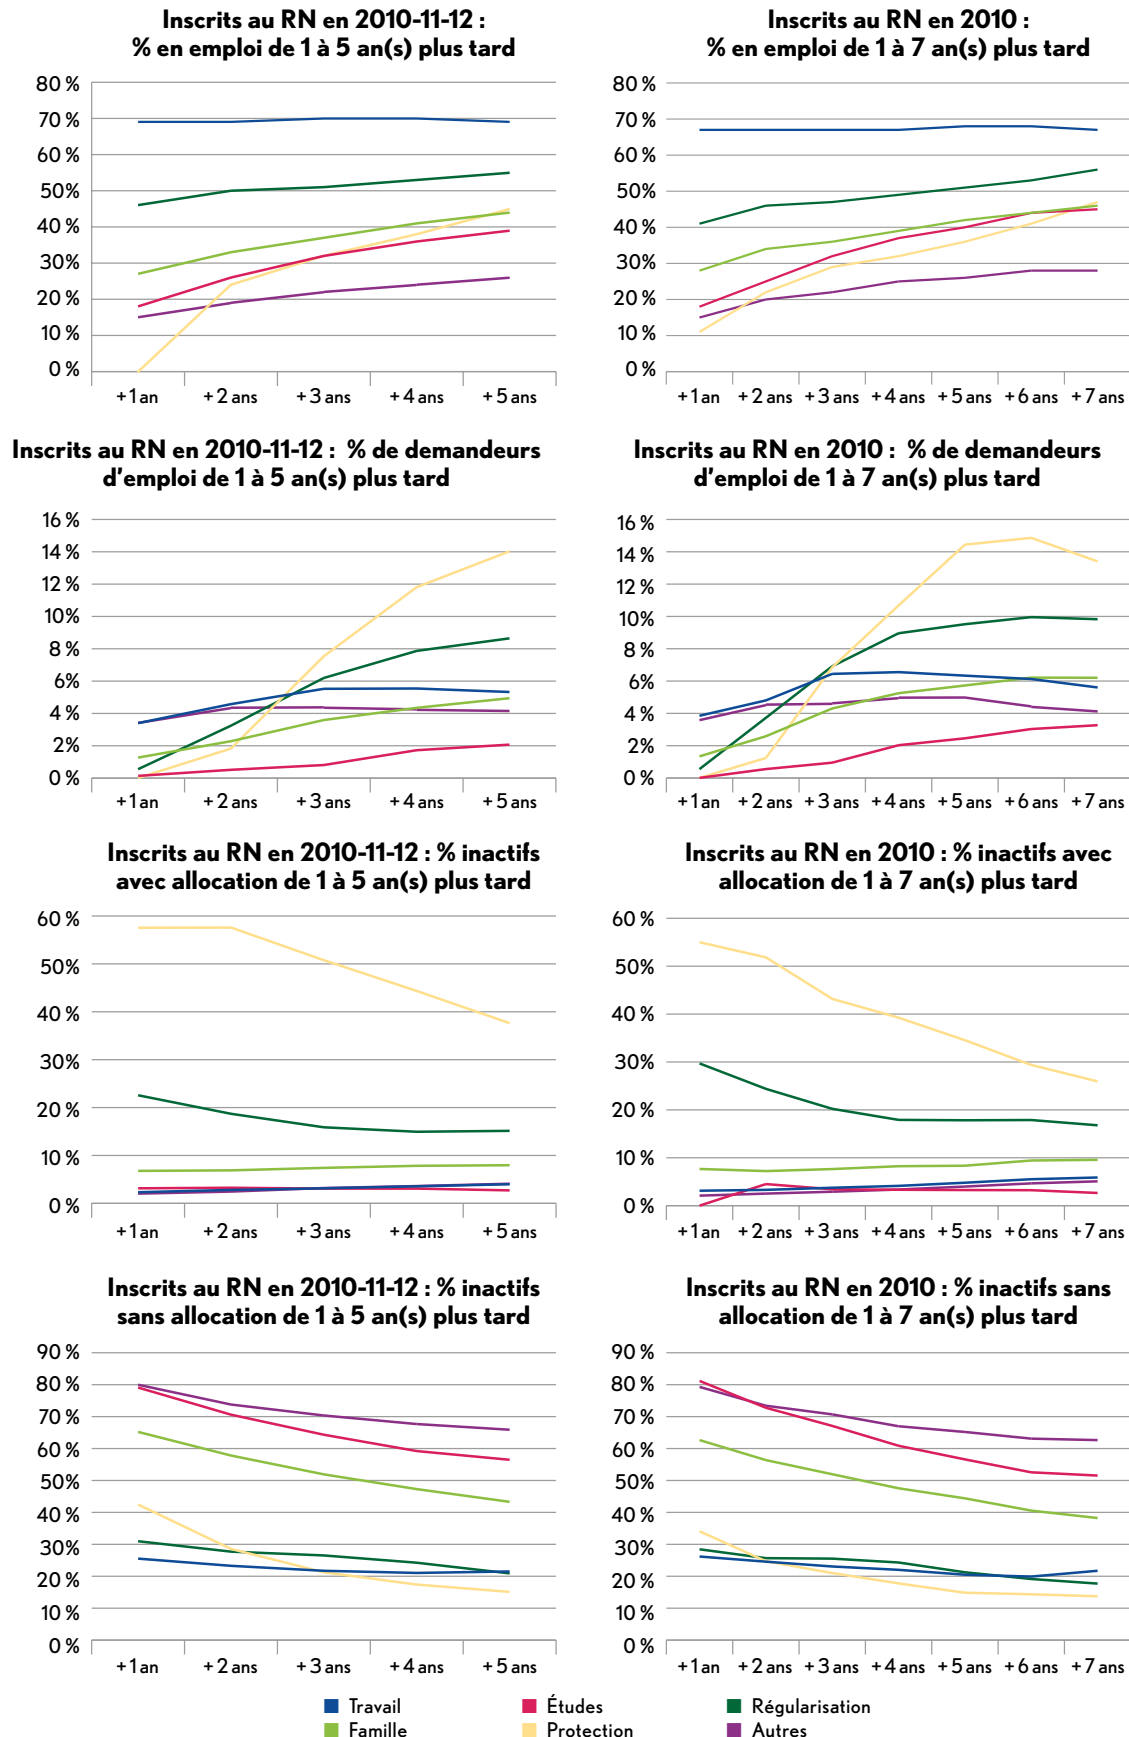 Inscrits au RN en 2010-11-12 :
% en emploi de 1 à 5 an(s) plus tard
80 %
70 %
60 %
50 %
40 %
30 %
20 %
10 %
0 %
+ 1 an
+ 2 ans
+ 3 ans
+ 4 ans
+ 5 ans
Inscrits au RN en 2010 :
% en emploi de 1 à 7 an(s) plus tard
80 %
70 %
60 %
50 %
40 %
30 %
20 %
10 %
0 %
+ 1 an
+ 2 ans
+ 3 ans
+ 4 ans
+ 5 ans
+ 6 ans
+ 7 ans
Inscrits au RN en 2010-11-12 : % de demandeurs
d'emploi de 1 à 5 an(s) plus tard
16 %
14 %
12 %
10 %
8 %
6 %
4 %
2 %
0 %
+ 1 an
+ 2 ans
+ 3 ans
+ 4 ans
+ 5 ans
Inscrits au RN en 2010 : % de demandeurs
d'emploi de 1 à 7 an(s) plus tard
16 %
14 %
12 %
10 %
8 %
6 %
4 %
2 %
0 %
+ 1 an
+ 2 ans
+ 3 ans
+ 4 ans
+ 5 ans
+ 6 ans
+ 7 ans
Inscrits au RN en 2010-11-12 : % inactifs
avec allocation de 1 à 5 an(s) plus tard
60 %
50%
40 %
30%
20 %
10 %
0 %
+ 1 an
+ 2 ans
+ 3 ans
+ 4 ans
+ 5 ans
Inscrits au RN en 2010 : % inactifs avec
allocation de 1 à 7 an(s) plus tard
60 %
50%
40 %
30%
20 %
10 %
0 %
+ 1 an
+ 2 ans
+ 3 ans
+ 4 ans
+ 5 ans
+ 6 ans
+ 7 ans
Inscrits au RN en 2010-11-12 : % inactifs
sans allocation de 1 à 5 an(s) plus tard
90 %
80 %
70 %
60 %
50 %
40 %
30%
20 %
10 %
0 %
+ 1 an
+ 2 ans
+ 3 ans
+ 4 ans
+ 5 ans
Inscrits au RN en 2010 : % inactifs sans
allocation de 1 à 7 an(s) plus tard
90 %
80 %
70 %
60 %
50 %
40 %
30%
20 %
10 %
0 %
+ 1 an
+ 2 ans
+ 3 ans
+ 4 ans
+ 5 ans
+ 6 ans
+ 7 ans
Travail
Études
Régularisation
Famille
Protection
Autres